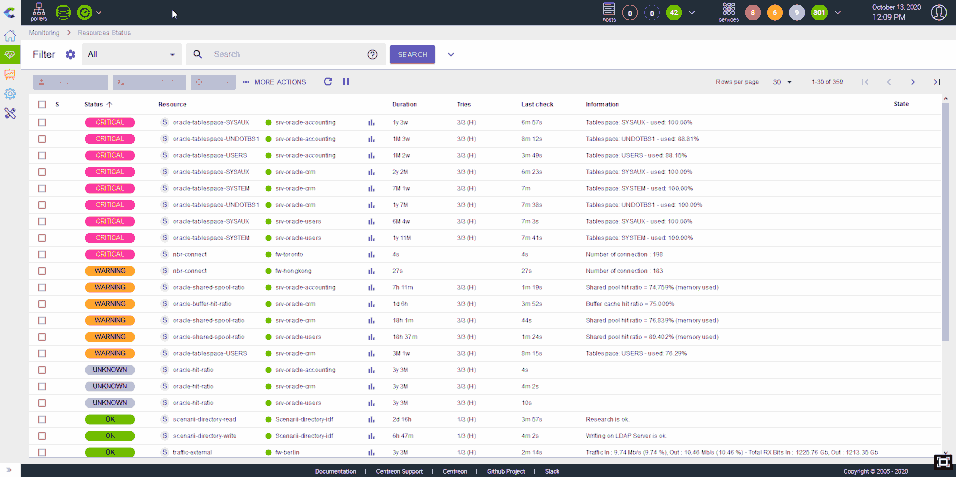 pollers
hosts 0 0 42 services 8 6 9 801 October 13, 2020
12:09 PM
Monitoring > Resources Status
Filter All Search SEARCH
MORE ACTIONS Rows per page 30 1-30 of 359
S Status Resource Duration Tries Last check Information State
CRITICAL S oracle-tablespace-SYSAUX srv-oracle-accounting 1y 3w 3/3 (H) 6m 57s Tablespace SYSAUX - used: 100.00%
CRITICAL S oracle-tablespace-UNDOTBS1 srv-oracle-accounting 1M 3w 3/3 (H) 8m 12s Tablespace UNDOTBS1 - used:
CRITICAL S oracle-tablespace-USERS srv-oracle-accounting 1M 2w 3/3 (H) 3m 49s Tablespace USERS - used:
CRITICAL S oracle-tablespace-SYSAUX srv-oracle-crm 2y 2M 3/3 (H) 6m 23s Tablespace SYSAUX - used: 100.00%
CRITICAL S oracle-tablespace-SYSTEM srv-oracle-crm 7M 1w 3/3 (H) 7m Tablespace SYSTEM - used: 100.00%
CRITICAL S oracle-tablespace-UNDOTBS1 srv-oracle-crm 1y 7M 3/3 (H) 7m 38s Tablespace UNDOTBS1 - used: 100.00%
CRITICAL S oracle-tablespace-SYSAUX srv-oracle-users 6M 4w 3/3 (H) 7m 3s Tablespace SYSAUX - used: 100.00%
CRITICAL S oracle-tablespace-SYSTEM srv-oracle-users 1y 11M 3/3 (H) 7m 41s Tablespace SYSTEM - used: 100.00%
CRITICAL S nbr-connect fw-toronto 4s 3/3 (H) 4s Number of connection : 198
WARNING S nbr-connect fw-hongkong 27s 3/3 (H) 27s Number of connection : 183
WARNING S oracle-shared-spool-ratio srv-oracle-accounting 7h 11m 3/3 (H) 1m 19s Shared pool hit ratio = 74.759% (memory used)
WARNING S oracle-buffer-hit-ratio srv-oracle-crm 1d 6h 3/3 (H) 3m 52s Buffer cache hit ratio = 75.000%
WARNING S oracle-shared-spool-ratio srv-oracle-crm 18h 1m 3/3 (H) 44s Shared pool hit ratio = 76.839% (memory used)
WARNING S oracle-shared-spool-ratio srv-oracle-users 18h 37m 3/3 (H) 1m 24s Shared pool hit ratio = 80.402% (memory used)
WARNING S oracle-tablespace-USERS srv-oracle-crm 3M 1w 3/3 (H) 8m 15s Tablespace USERS - used: 76.29%
UNKNOWN S oracle-hit-ratio srv-oracle-accounting 3y 3M 3/3 (H) 4s
UNKNOWN S oracle-hit-ratio srv-oracle-crm 3y 3M 3/3 (H) 4m 2s
UNKNOWN S oracle-hit-ratio srv-oracle-users 3y 3M 3/3 (H) 10s
OK S scenarii-directory-read Scenarii-directory-idf 2d 16h 1/3 (H) 3m 57s Research is ok.
OK S scenarii-directory-write Scenarii-directory-idf 6h 47m 1/3 (H) 4m 2s Writing on LDAP Server is ok.
OK S traffic-external fw-berlin 3y 3M 1/3 (H) 2m 14s Traffic In : 9.74 Mb/s (9.74 %), Out : 10.46 Mb/s (10.46 %) - Total RX Bits In : 1225.76 Gb, Out : 1213.35 Gb
Documentation | Centreon Support | Centreon | Github Project | Slack Copyright © 2005 - 2020